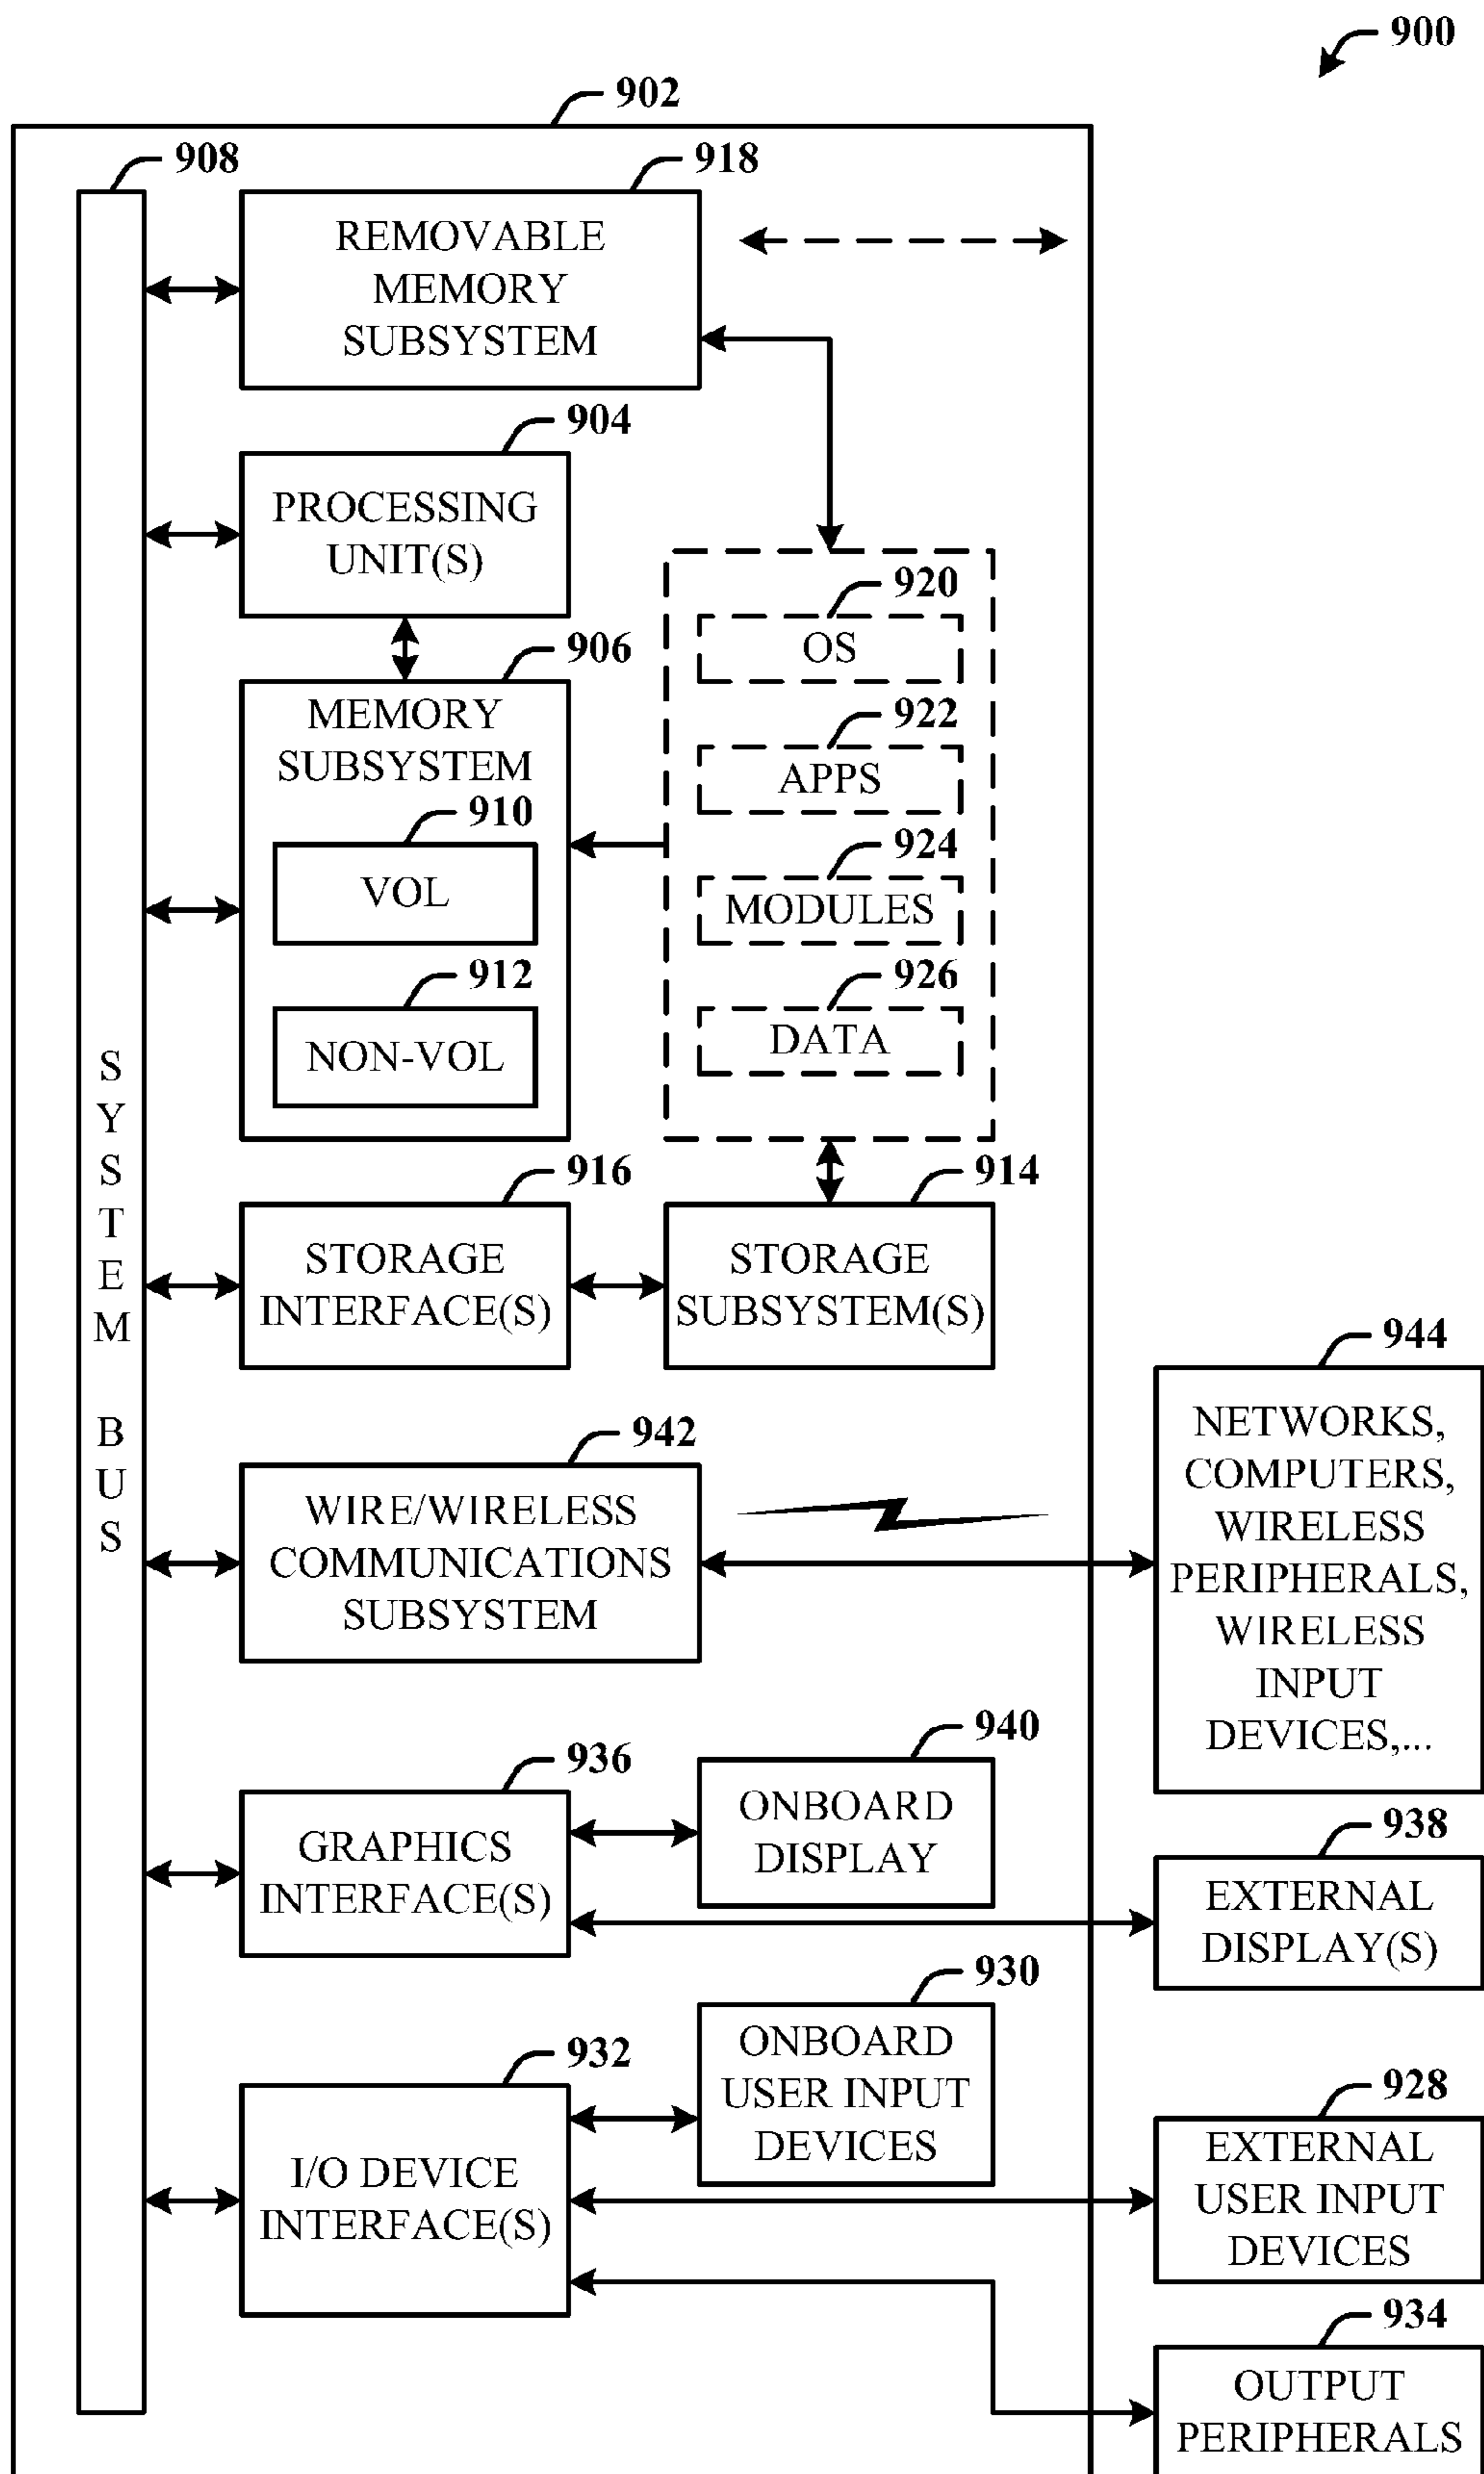 900
902
908
918
REMOVABLE
MEMORY
SUBSYSTEM
904
PROCESSING
UNIT(S)
920
OS
906
MEMORY
SUBSYSTEM
922
APPS
910
VOL
924
MODULES
912
NON-VOL
926
DATA
SYSTEM BUS
916
STORAGE
INTERFACE(S)
914
STORAGE
SUBSYSTEM(S)
944
NETWORKS,
COMPUTERS,
WIRELESS
PERIPHERALS,
WIRELESS
INPUT
DEVICES,...
942
WIRE/WIRELESS
COMMUNICATIONS
SUBSYSTEM
940
ONBOARD
DISPLAY
936
GRAPHICS
INTERFACE(S)
938
EXTERNAL
DISPLAY(S)
930
ONBOARD
USER INPUT
DEVICES
932
I/O DEVICE
INTERFACE(S)
928
EXTERNAL
USER INPUT
DEVICES
934
OUTPUT
PERIPHERALS